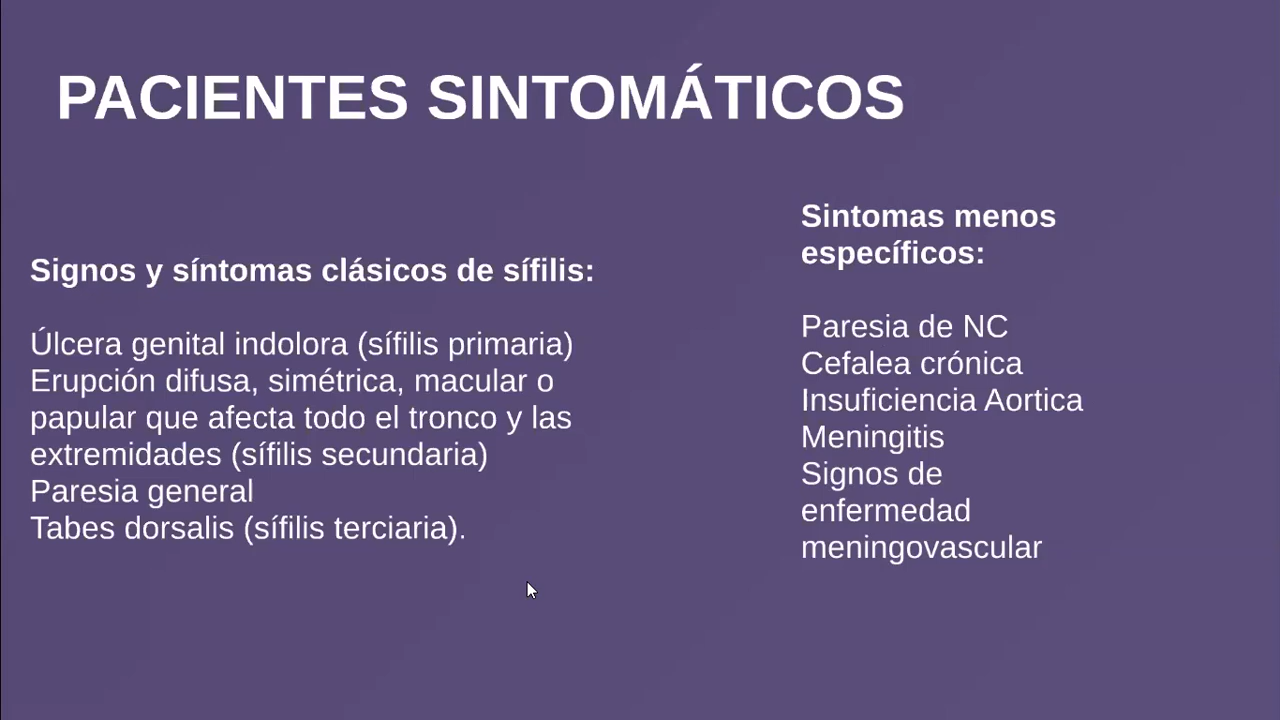 PACIENTES SINTOMÁTICOS
Signos y síntomas clásicos de sífilis:
Úlcera genital indolora (sífilis primaria)
Erupción difusa, simétrica, macular o
papular que afecta todo el tronco y las
extremidades (sífilis secundaria)
Paresia general
Tabes dorsalis (sífilis terciaria).
Sintomas menos
específicos:
Paresia de NC
Cefalea crónica
Insuficiencia Aortica
Meningitis
Signos de
enfermedad
meningovascular